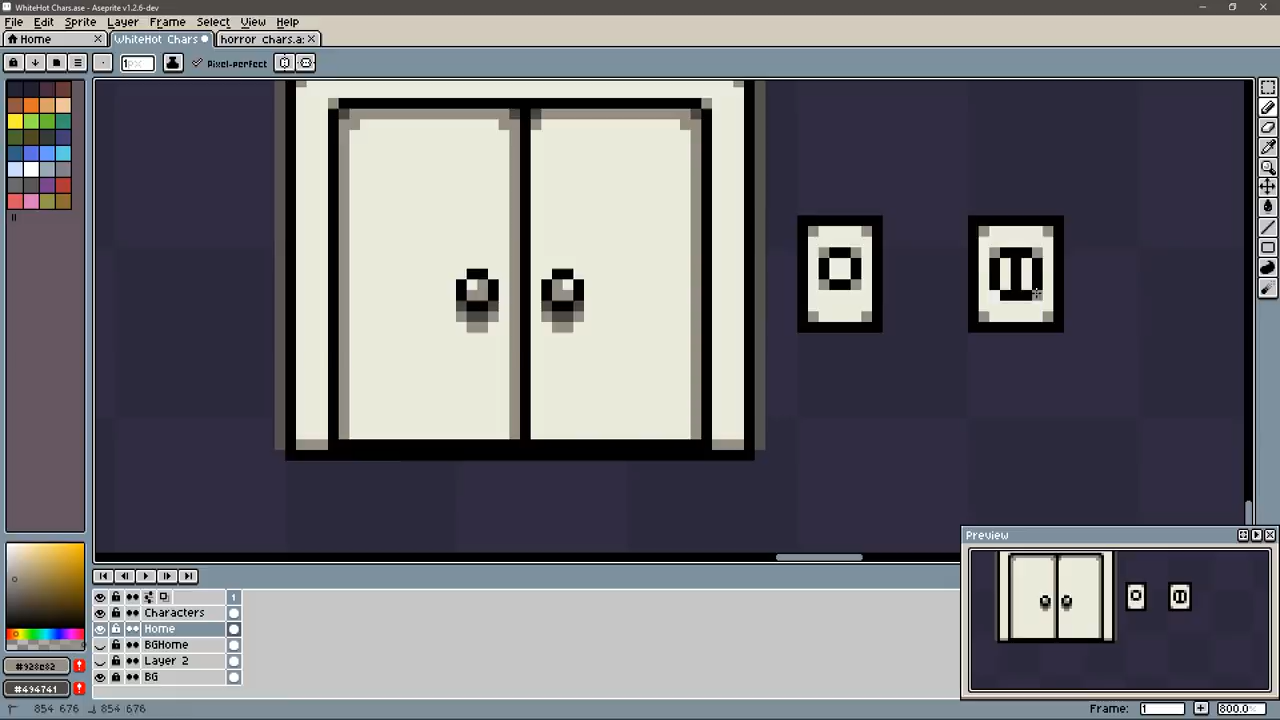 WhiteHot Chars.ase - Aseprite v1.2.6-dev
File Edit Sprite Layer Frame Select View Help
Home WhiteHot Chars horror chars.a:
1px Pixel-perfect
Preview
1
Characters
Home
BGHome
Layer 2
BG
#928e82
#494741
854 676 854 676
Frame: 1 800.0